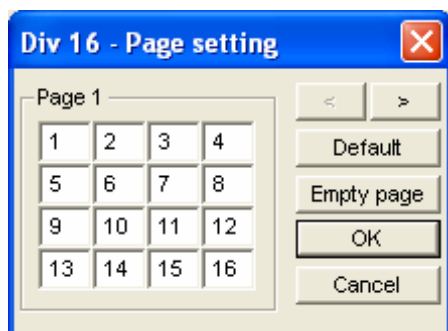 Div 16 - Page setting
Page 1
1 2 3 4
5 6 7 8
9 10 11 12
13 14 15 16
< >
Default
Empty page
OK
Cancel